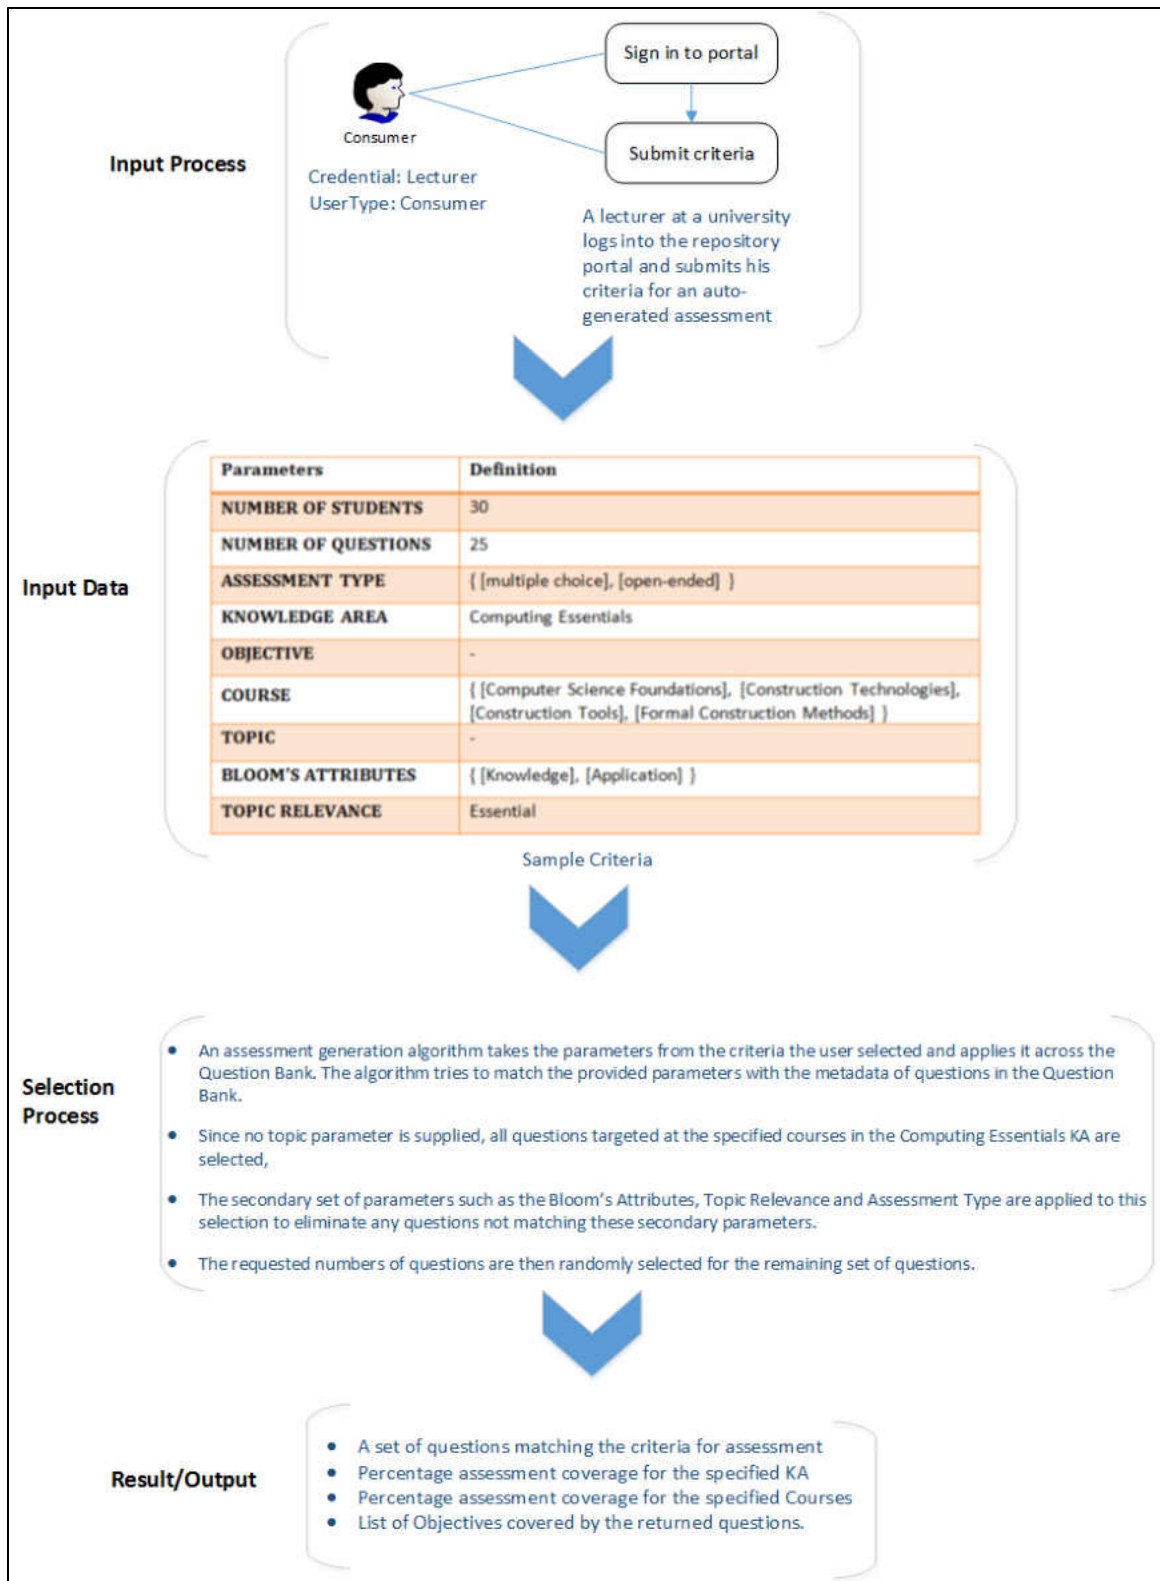 Sign in to portal
Consumer
Submit criteria
Input Process
Credential: Lecturer
UserType: Consumer
A lecturer at a university
logs into the repository
portal and submits his
criteria for an auto-
generated assessment
Input Data
Parameters Definition
NUMBER OF STUDENTS 30
NUMBER OF QUESTIONS 25
ASSESSMENT TYPE { [multiple choice], [open-ended] }
KNOWLEDGE AREA Computing Essentials
OBJECTIVE -
COURSE { [Computer Science Foundations], [Construction Technologies],
[Construction Tools], [Formal Construction Methods] }
TOPIC -
BLOOM'S ATTRIBUTES { [Knowledge], [Application] }
TOPIC RELEVANCE Essential
Sample Criteria
Selection
Process
• An assessment generation algorithm takes the parameters from the criteria the user selected and applies it across the
Question Bank. The algorithm tries to match the provided parameters with the metadata of questions in the Question
Bank.
• Since no topic parameter is supplied, all questions targeted at the specified courses in the Computing Essentials KA are
selected,
• The secondary set of parameters such as the Bloom's Attributes, Topic Relevance and Assessment Type are applied to this
selection to eliminate any questions not matching these secondary parameters.
• The requested numbers of questions are then randomly selected for the remaining set of questions.
Result/Output
• A set of questions matching the criteria for assessment
• Percentage assessment coverage for the specified KA
• Percentage assessment coverage for the specified Courses
• List of Objectives covered by the returned questions.